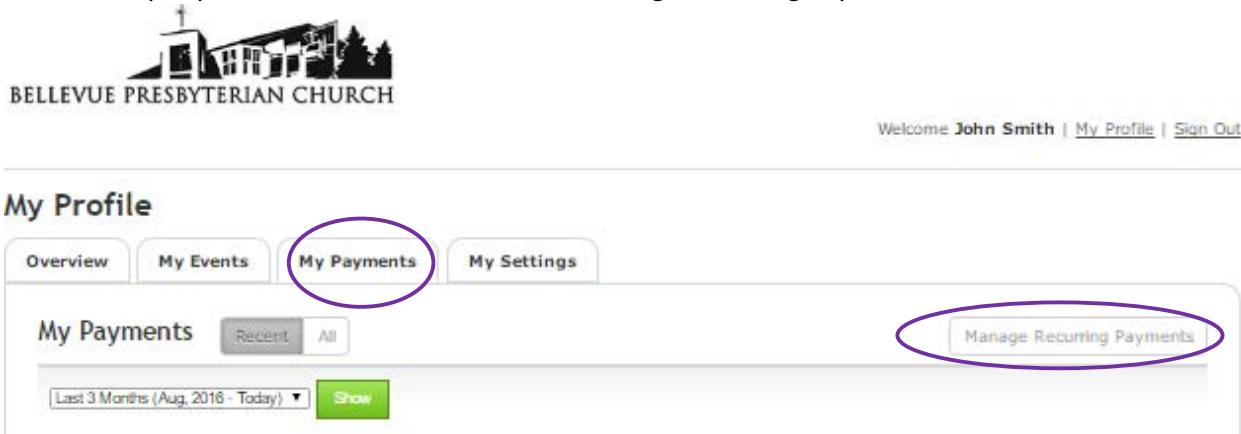 BELLEVUE PRESBYTERIAN CHURCH
Welcome John Smith | My Profile | Sign Out
My Profile
Overview My Events My Payments My Settings
My Payments Recent All Manage Recurring Payments
Last 3 Months (Aug, 2016 - Today) ▼ Show